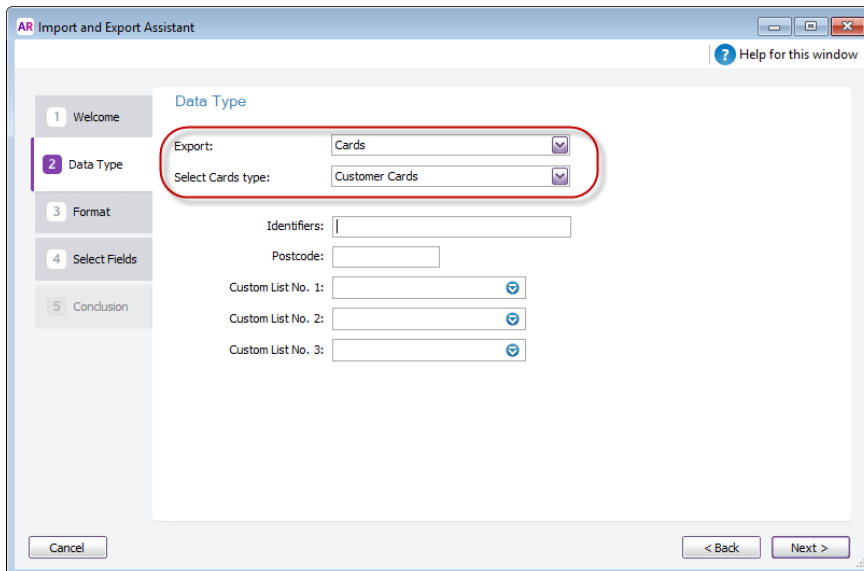 AR Import and Export Assistant
? Help for this window
1 Welcome
2 Data Type
3 Format
4 Select Fields
5 Conclusion
Data Type
Export: Cards
Select Cards type: Customer Cards
Identifiers:
Postcode:
Custom List No. 1:
Custom List No. 2:
Custom List No. 3:
Cancel
< Back
Next >